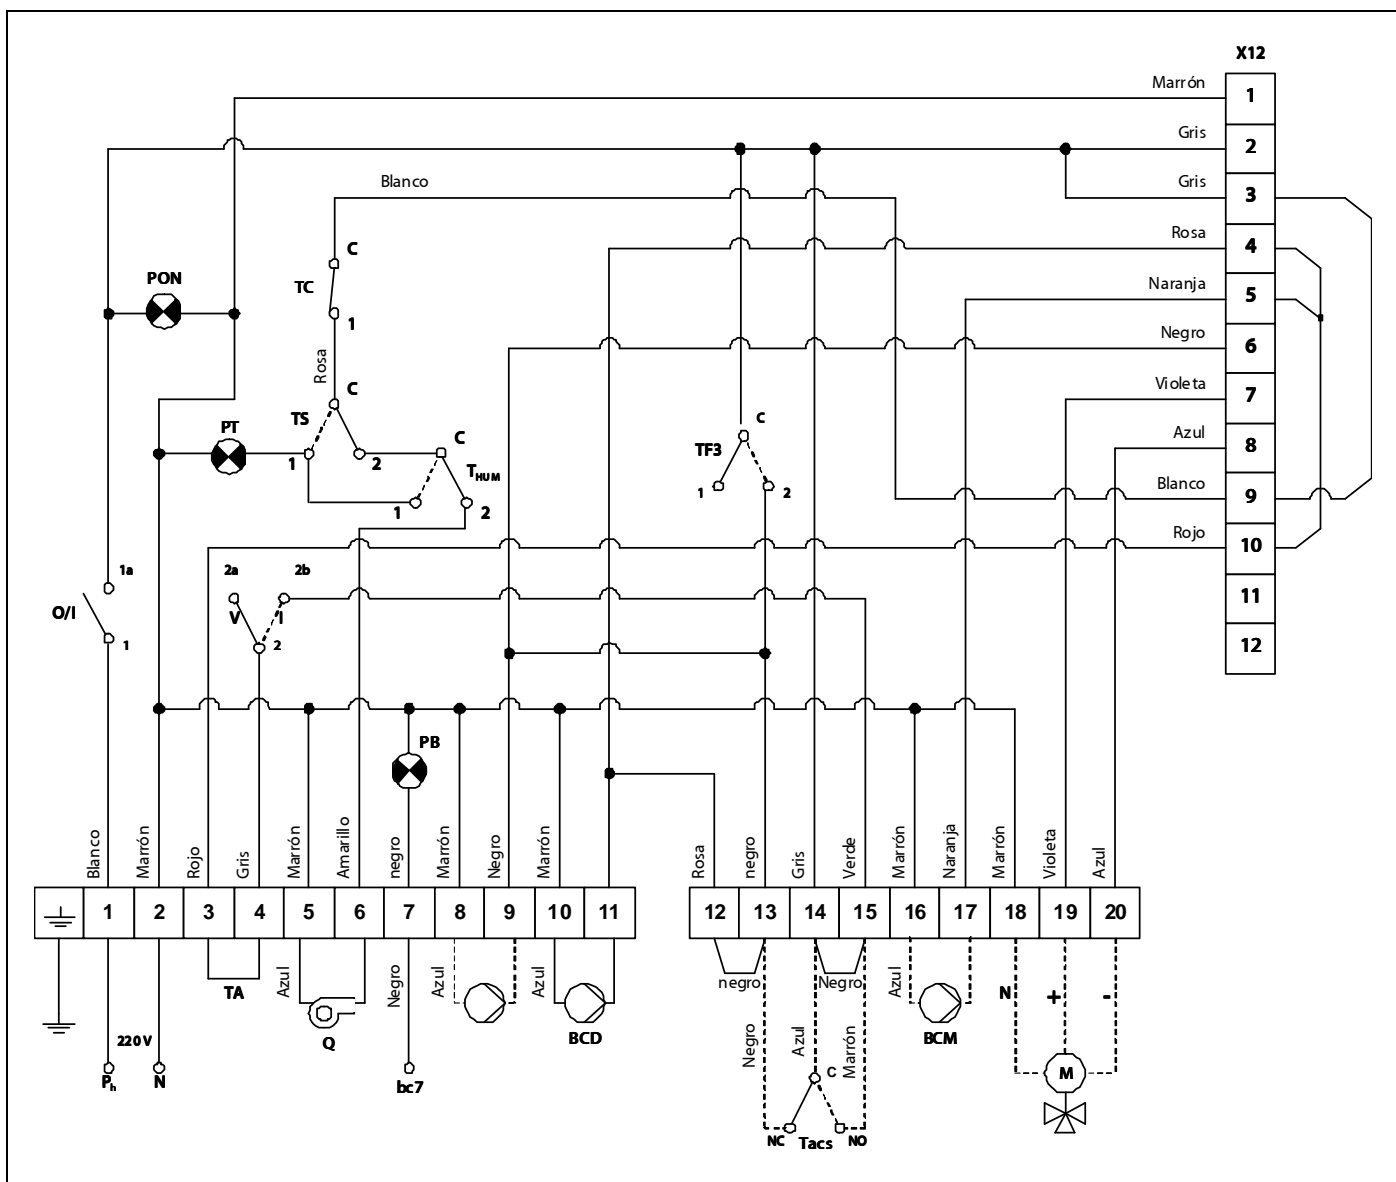 X12
Marrón
1
Gris
2
Gris
3
Blanco
Rosa
4
C
PON
TC
Naranja
5
1
Negro
6
Rosa
Violeta
7
C
TS
C
C
PT
TF3
Azul
8
1
2
T HUM
1
2
Blanco
9
1
2
Rojo
10
1a
2a
2b
11
O/I
V
I
1
2
12
PB
Blanco
Marrón
Rojo
Gris
Marrón
Amarillo
negro
Marrón
Negro
Marrón
Rosa
negro
Gris
Verde
Marrón
Naranja
Marrón
Violeta
Azul
1 2 3 4 5 6 7 8 9 10 11 12 13 14 15 16 17 18 19 20
TA
Azul
Negro
Azul
Azul
negro
Negro
Azul
N
+
-
220 V
Q
BCD
Negro
Azul
Marrón
BCM
Ph
N
bc7
C
M
NC
Tacs
NO